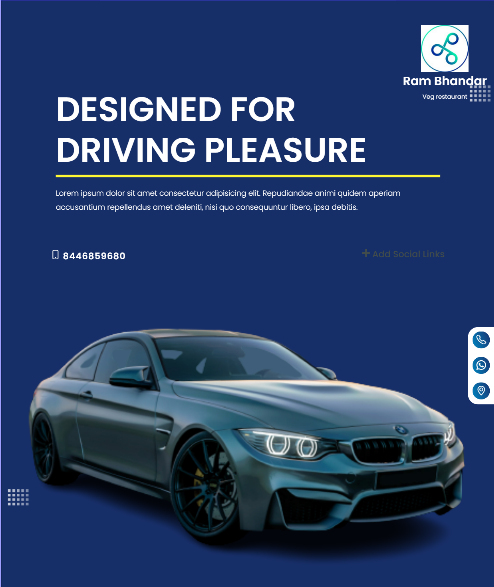 Ram Bhandar
Veg restaurant
DESIGNED FOR
DRIVING PLEASURE
Lorem ipsum dolor sit amet consectetur adipisicing elit. Repudiandae animi quidem aperiam
accusantium repellendus amet deleniti, nisi quo consequuntur libero, ipsa debitis.
8446859680
+ Add Social Links